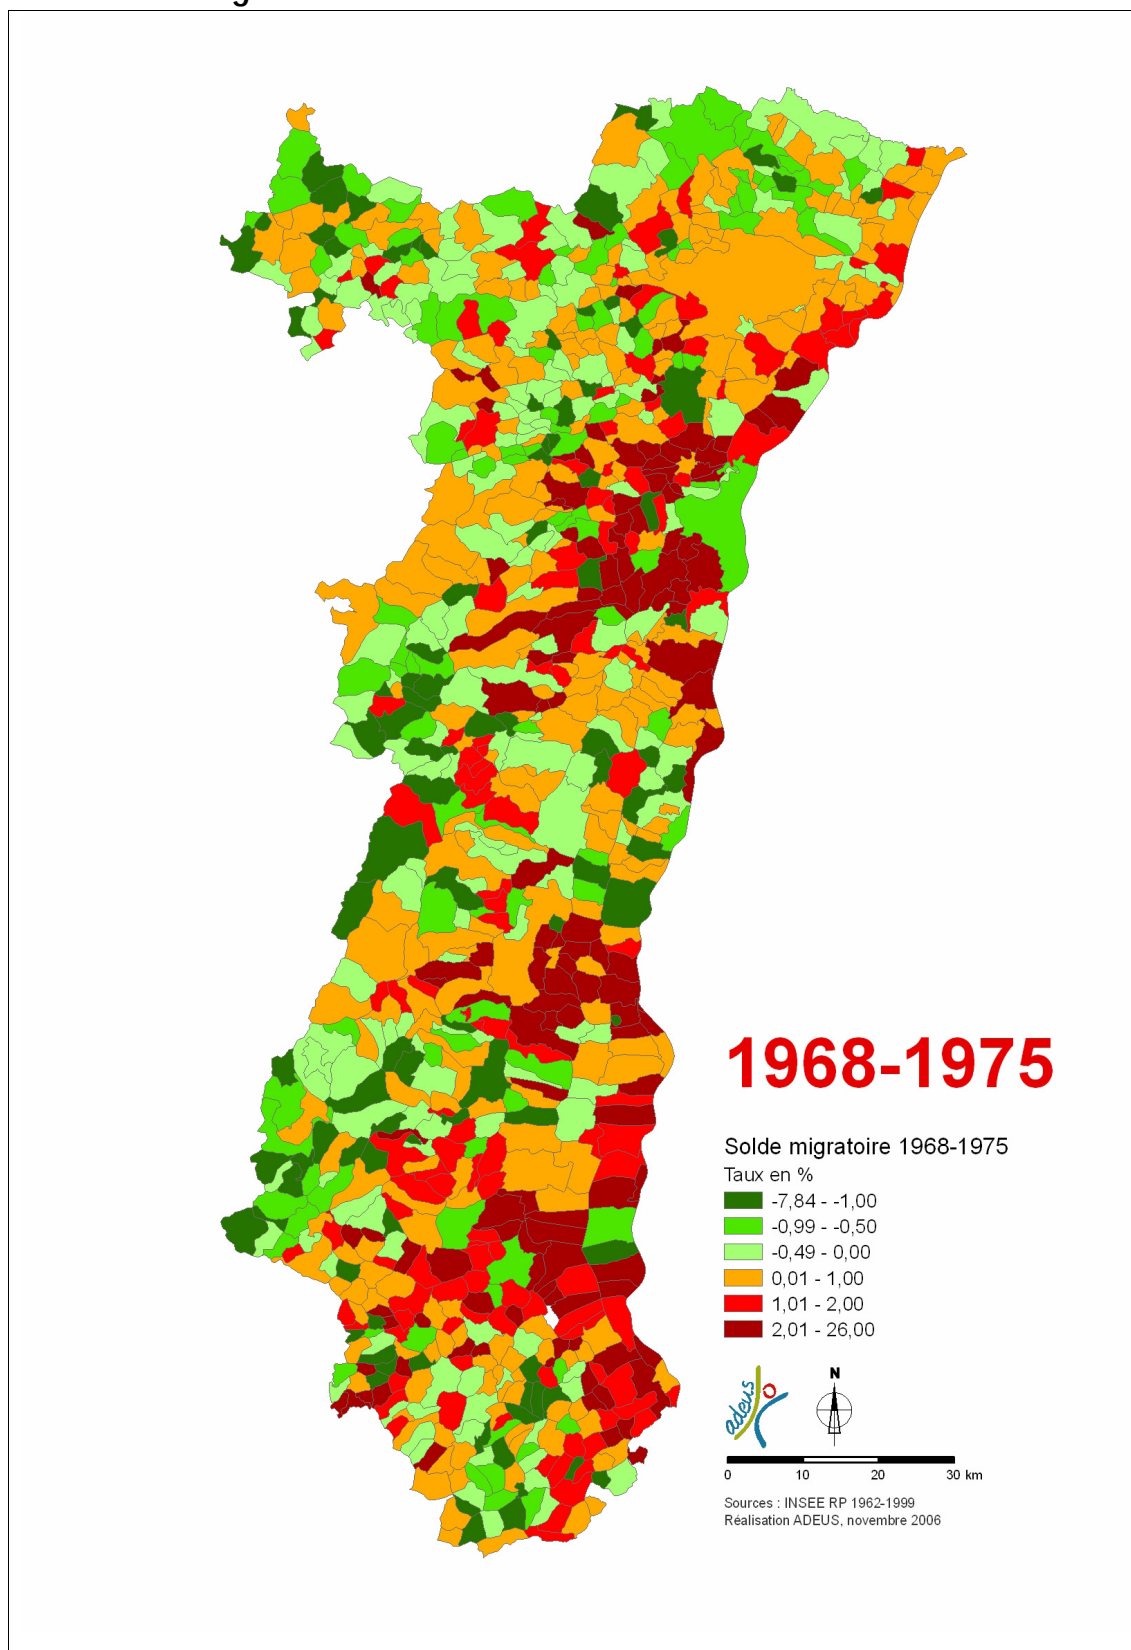 1968-1975
Solde migratoire 1968-1975
Taux en %
-7,84 - -1,00
-0,99 - -0,50
-0,49 - 0,00
0,01 - 1,00
1,01 - 2,00
2,01 - 26,00
adeus
N
0 10 20 30 km
Sources : INSEE RP 1962-1999
Réalisation ADEUS, novembre 2006